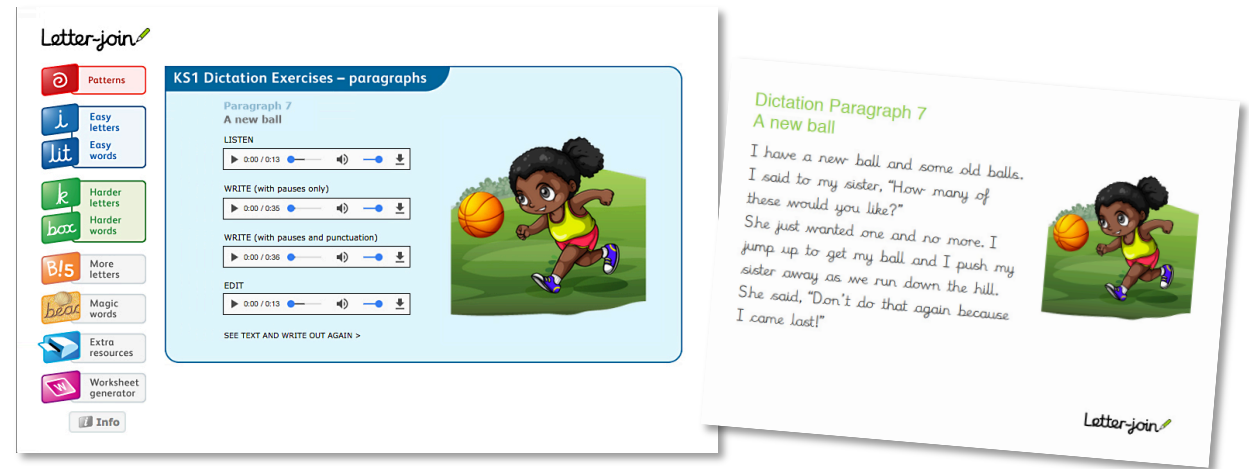 Letter-join
Patterns
Easy
letters
Easy
words
Harder
letters
Harder
words
More
letters
Magic
words
Extra
resources
Worksheet
generator
Info
i
lit
k
box
B!5
beac
W
i
KS1 Dictation Exercises – paragraphs
Paragraph 7
A new ball
LISTEN
0:00 / 0:13
WRITE (with pauses only)
0:00 / 0:35
WRITE (with pauses and punctuation)
0:00 / 0:36
EDIT
0:00 / 0:13
SEE TEXT AND WRITE OUT AGAIN >
Dictation Paragraph 7
A new ball
I have a new ball and some old balls.
I said to my sister, "How many of
these would you like?"
She just wanted one and no more. I
jump up to get my ball and I push my
sister away as we run down the hill.
She said, "Don't do that again because
I came last!"
Letter-join